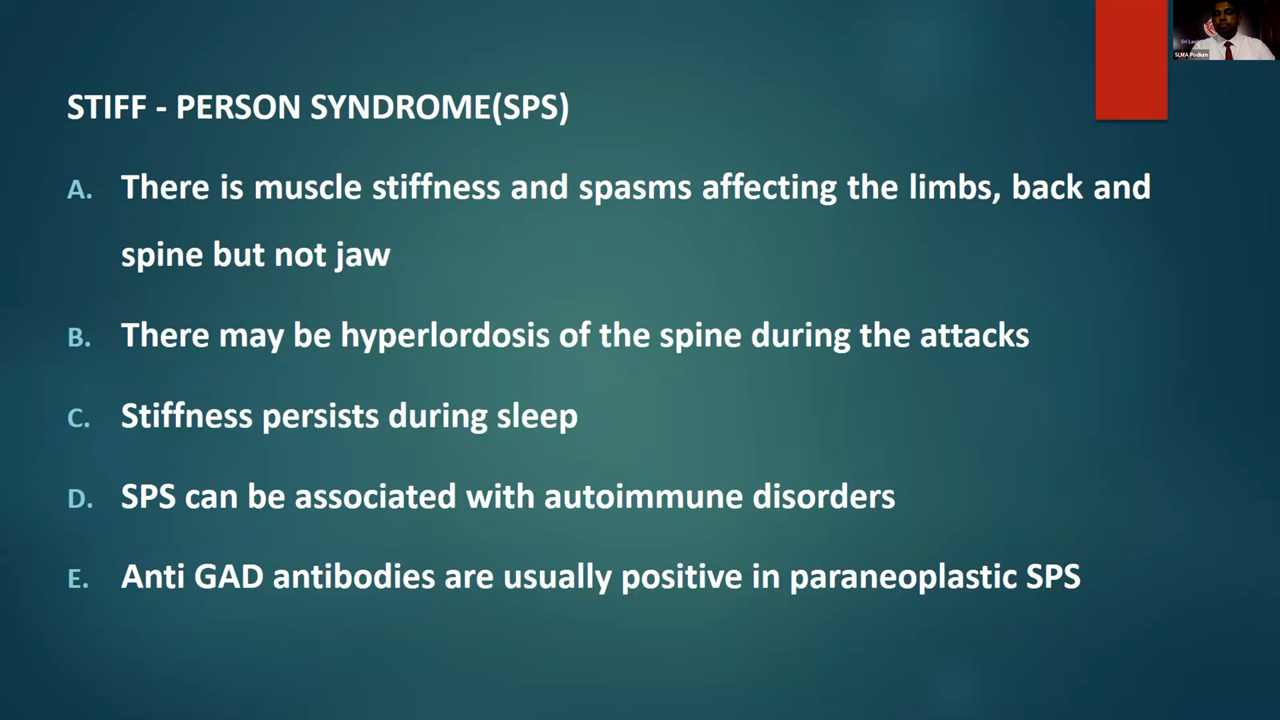 STIFF - PERSON SYNDROME(SPS)
A. There is muscle stiffness and spasms affecting the limbs, back and
spine but not jaw
B. There may be hyperlordosis of the spine during the attacks
C. Stiffness persists during sleep
D. SPS can be associated with autoimmune disorders
E. Anti GAD antibodies are usually positive in paraneoplastic SPS
SLMA Podium